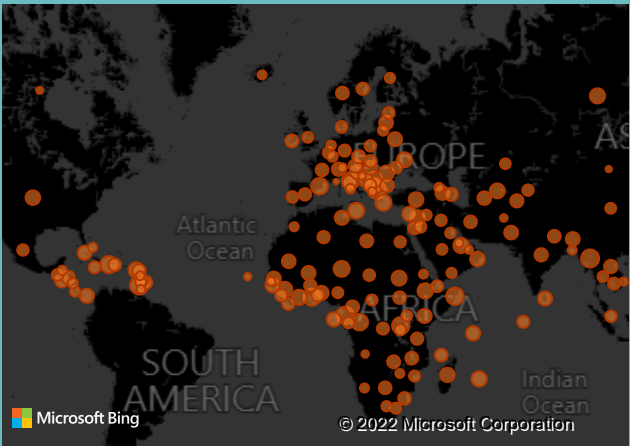 EUROPE
AS
Atlantic
Ocean
AFRICA
SOUTH
AMERICA
Indian
Ocean
Microsoft Bing
© 2022 Microsoft Corporation